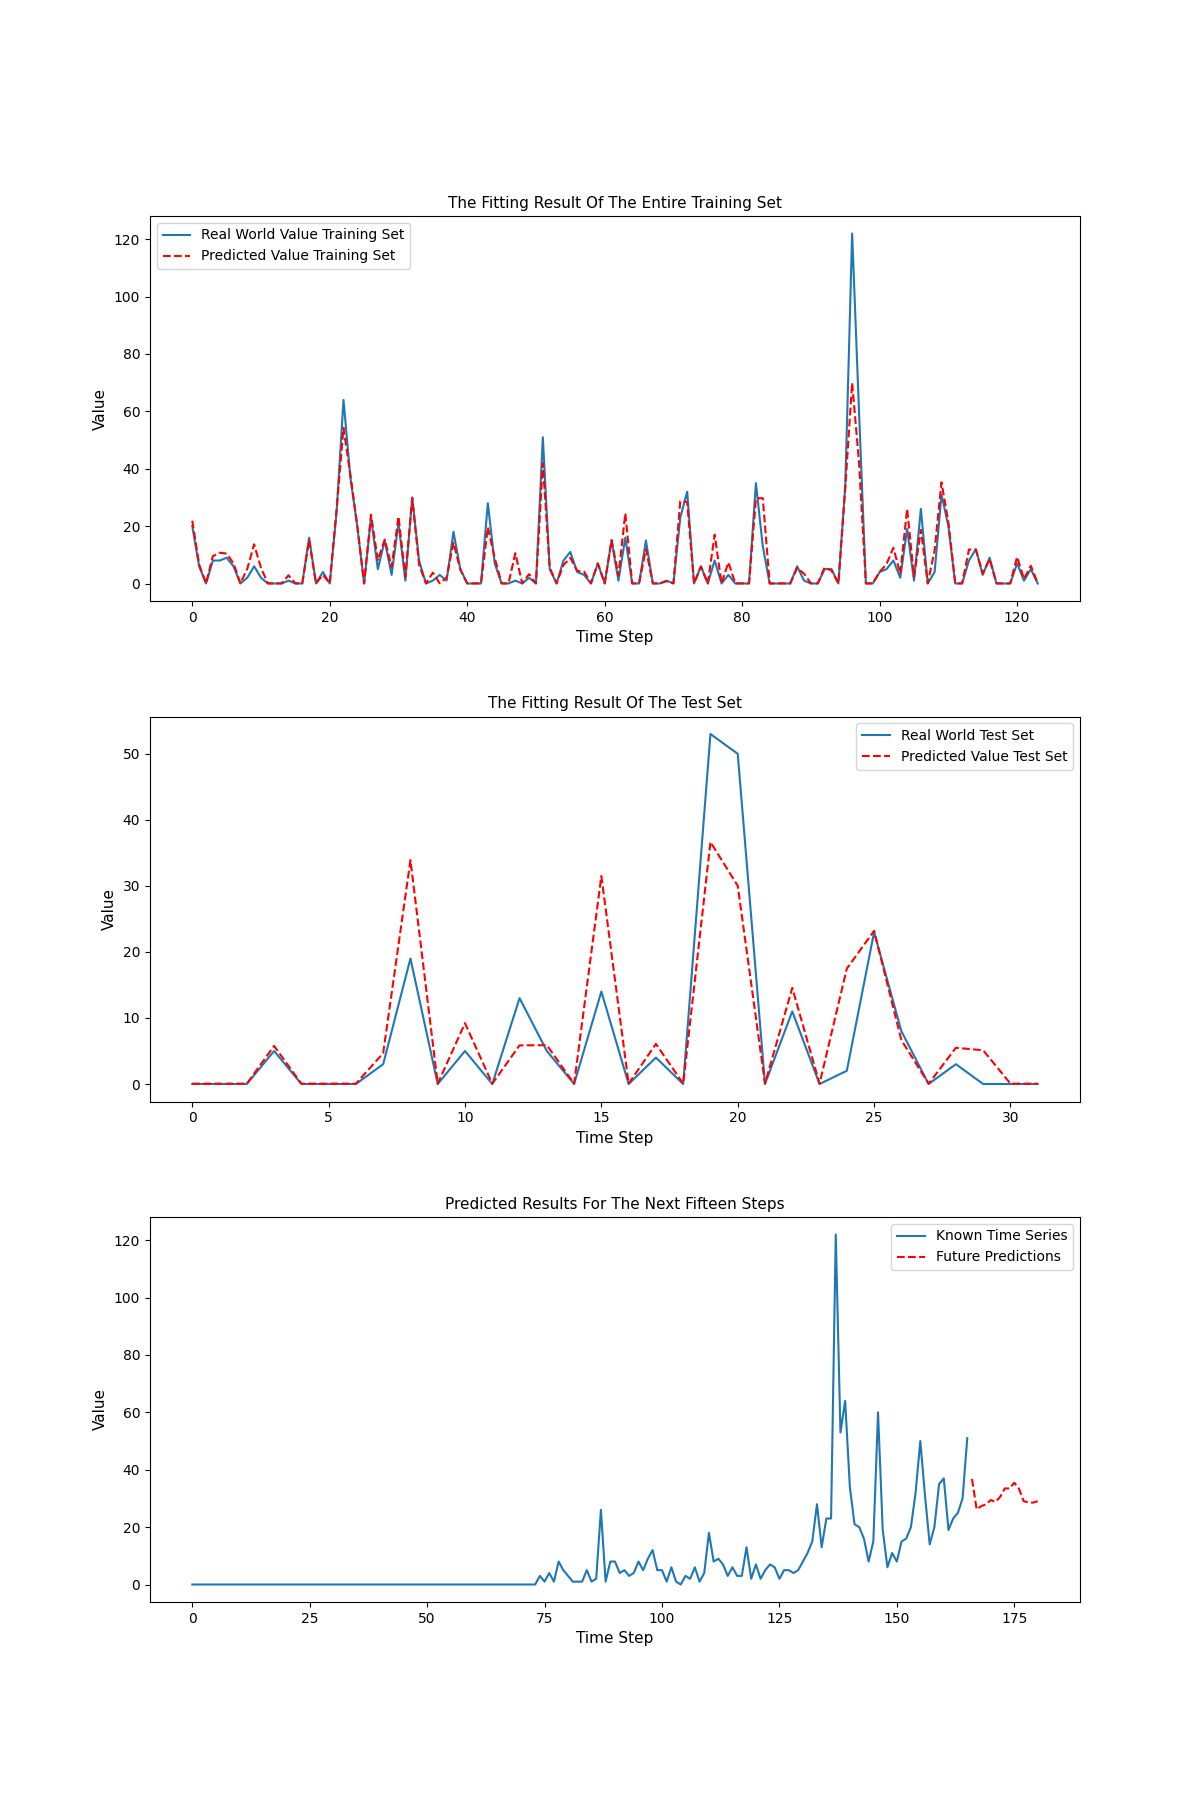 The Fitting Result Of The Entire Training Set
Real World Value Training Set
Predicted Value Training Set
120
100
80
60
40
20
0
Value
0 20 40 60 80 100 120
Time Step
The Fitting Result Of The Test Set
Real World Test Set
Predicted Value Test Set
50
40
30
20
10
0
Value
0 5 10 15 20 25 30
Time Step
Predicted Results For The Next Fifteen Steps
Known Time Series
Future Predictions
120
100
80
60
40
20
0
Value
0 25 50 75 100 125 150 175
Time Step